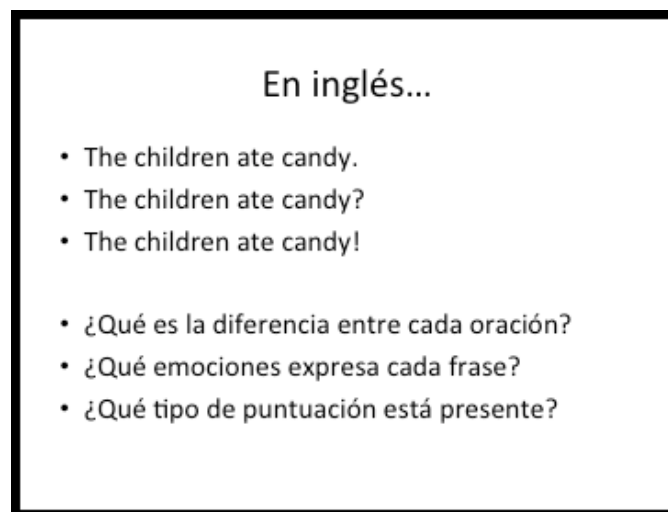 En inglés...
• The children ate candy.
• The children ate candy?
• The children ate candy!
• ¿Qué es la diferencia entre cada oración?
• ¿Qué emociones expresa cada frase?
• ¿Qué tipo de puntuación está presente?